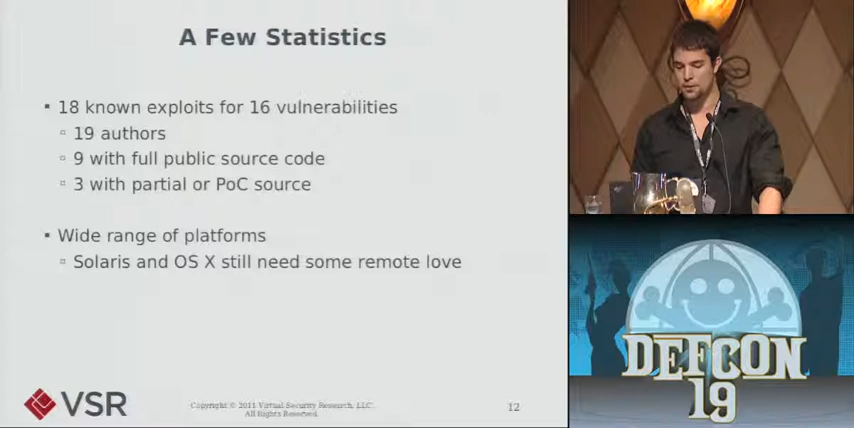 A Few Statistics
▪ 18 known exploits for 16 vulnerabilities
▫ 19 authors
▫ 9 with full public source code
▫ 3 with partial or PoC source
▪ Wide range of platforms
▫ Solaris and OS X still need some remote love
VSR
Copyright © 2011 Virtual Security Research, LLC.
All Rights Reserved.
12
DEFCON
19